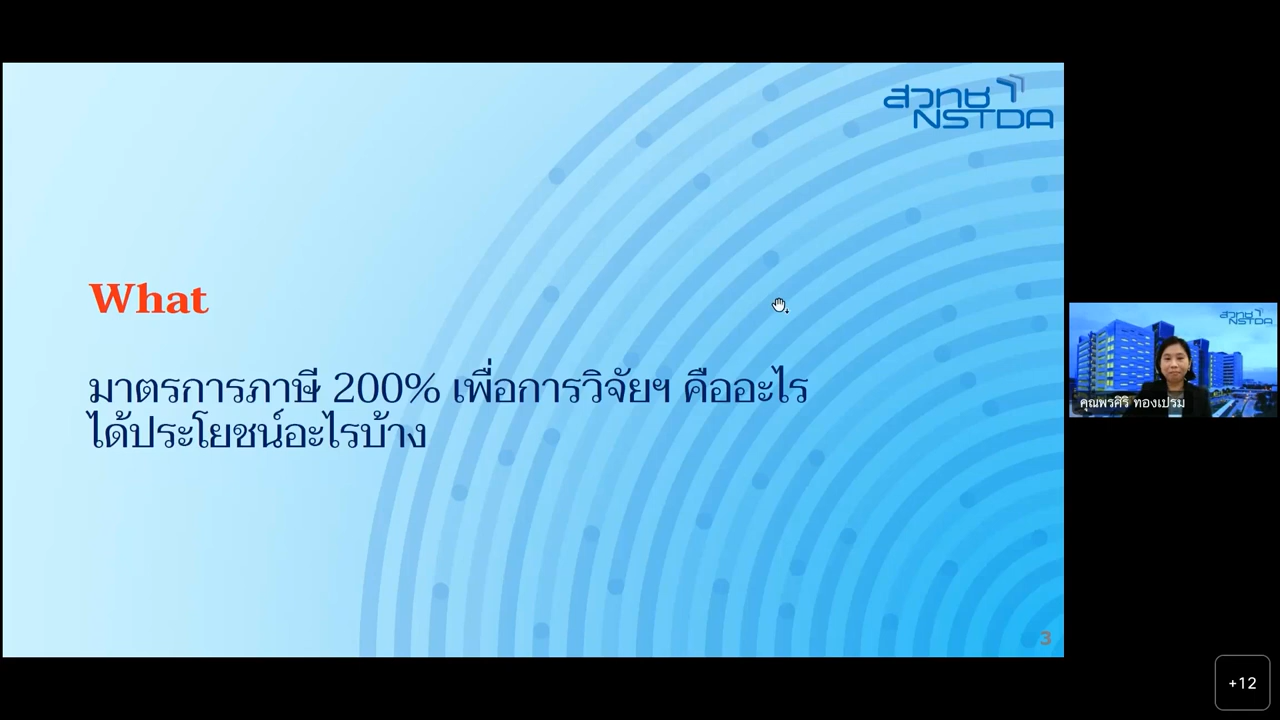 สวทช
NSTDA
What
มาตรการภาษี 200% เพื่อการวิจัยฯ คืออะไร
ได้ประโยชน์อะไรบ้าง
3
สวทช
NSTDA
คุณพรศิริ ทองเปรม
+12